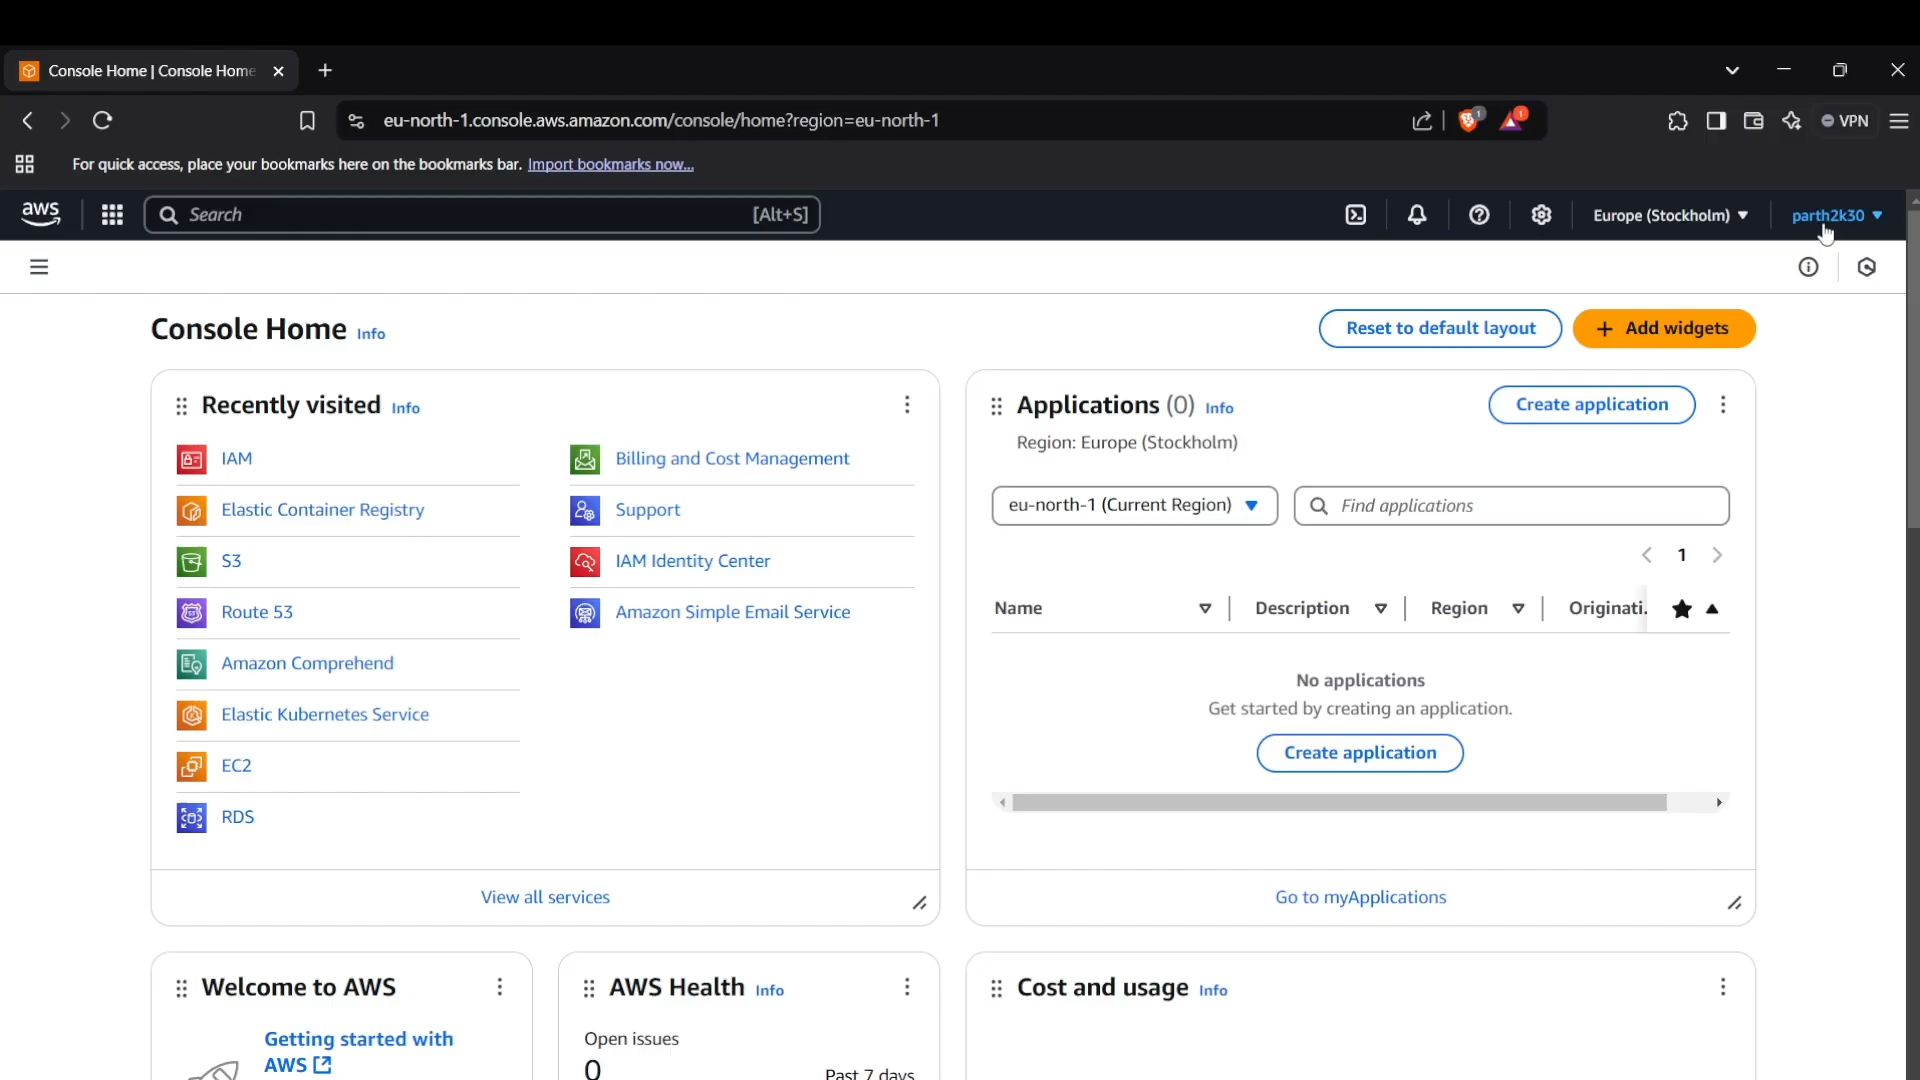 Console Home | Console Home
eu-north-1.console.aws.amazon.com/console/home?region=eu-north-1
1
1
VPN
For quick access, place your bookmarks here on the bookmarks bar. Import bookmarks now...
aws
Search
[Alt+S]
Europe (Stockholm)
parth2k30
Console Home Info
Reset to default layout
+ Add widgets
Recently visited Info
IAM
Elastic Container Registry
S3
Route 53
Amazon Comprehend
Elastic Kubernetes Service
EC2
RDS
Billing and Cost Management
Support
IAM Identity Center
Amazon Simple Email Service
View all services
Applications (0) Info
Create application
Region: Europe (Stockholm)
eu-north-1 (Current Region)
Find applications
1
Name
Description
Region
Originati.
No applications
Get started by creating an application.
Create application
Go to myApplications
Welcome to AWS
Getting started with
AWS
AWS Health Info
Open issues
0
Past 7 days
Cost and usage Info